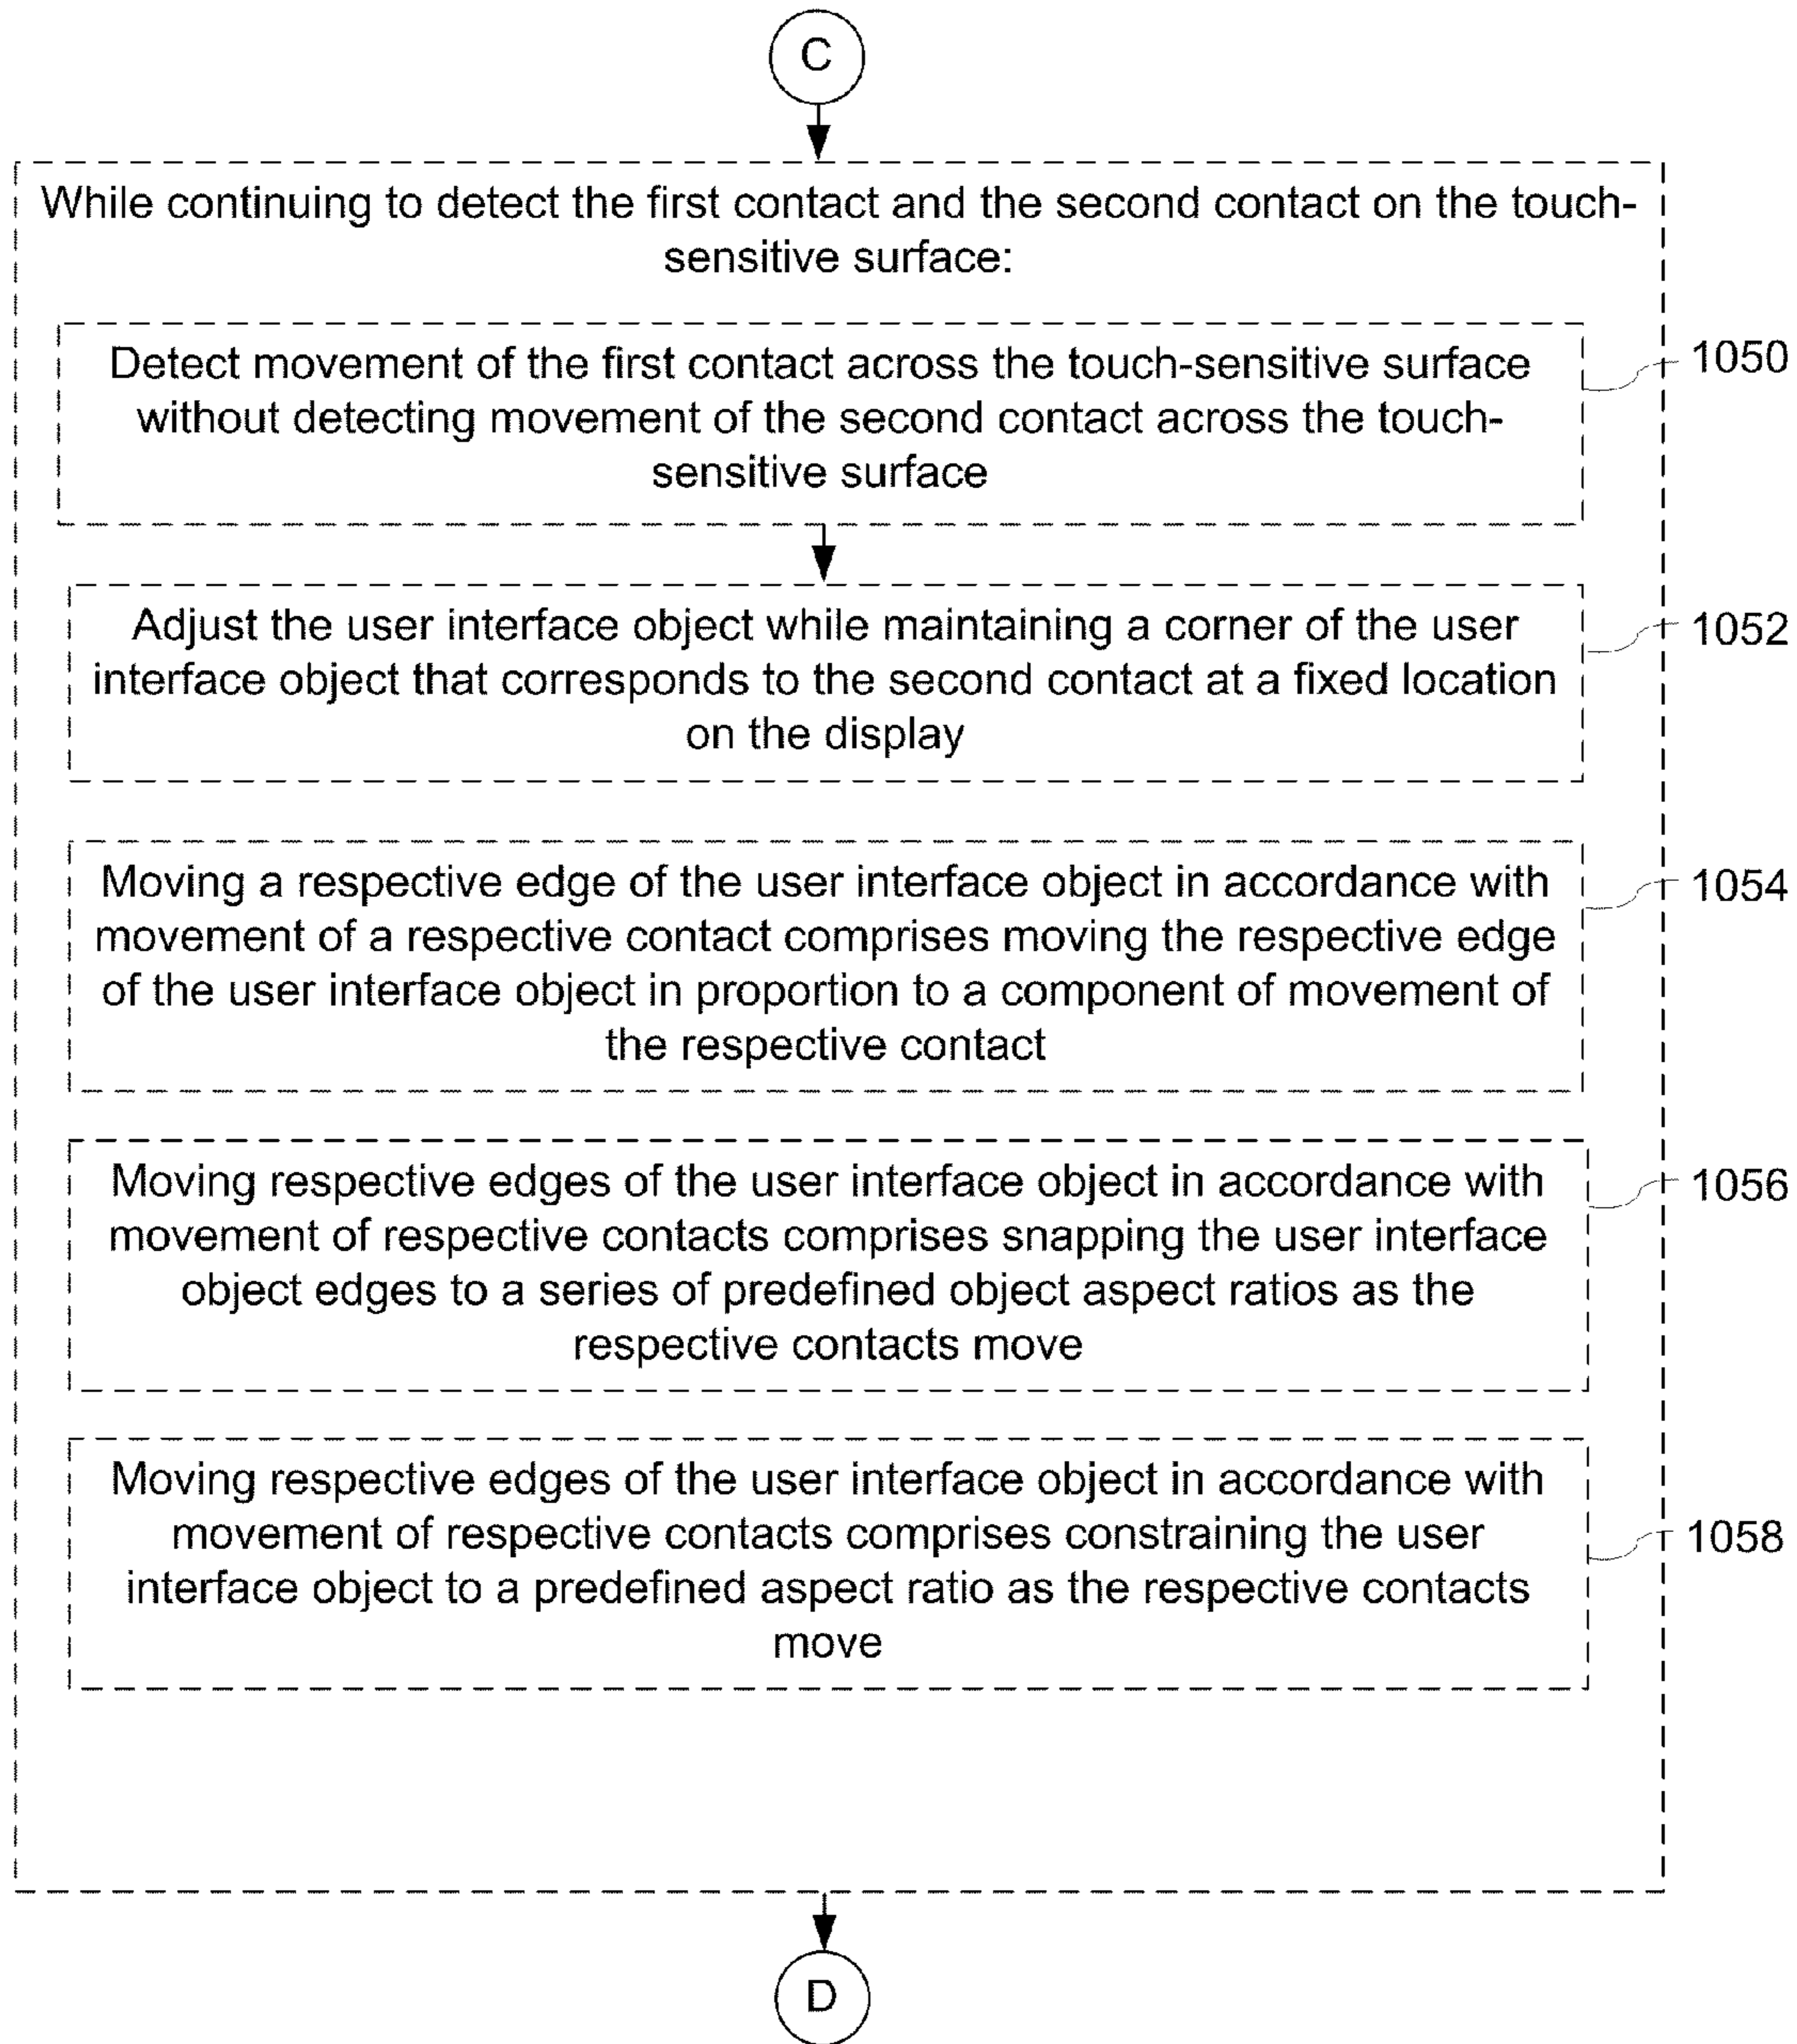 C
While continuing to detect the first contact and the second contact on the touch-
sensitive surface:
Detect movement of the first contact across the touch-sensitive surface
without detecting movement of the second contact across the touch-
sensitive surface
1050
Adjust the user interface object while maintaining a corner of the user
interface object that corresponds to the second contact at a fixed location
on the display
1052
Moving a respective edge of the user interface object in accordance with
movement of a respective contact comprises moving the respective edge
of the user interface object in proportion to a component of movement of
the respective contact
1054
Moving respective edges of the user interface object in accordance with
movement of respective contacts comprises snapping the user interface
object edges to a series of predefined object aspect ratios as the
respective contacts move
1056
Moving respective edges of the user interface object in accordance with
movement of respective contacts comprises constraining the user
interface object to a predefined aspect ratio as the respective contacts
move
1058
D